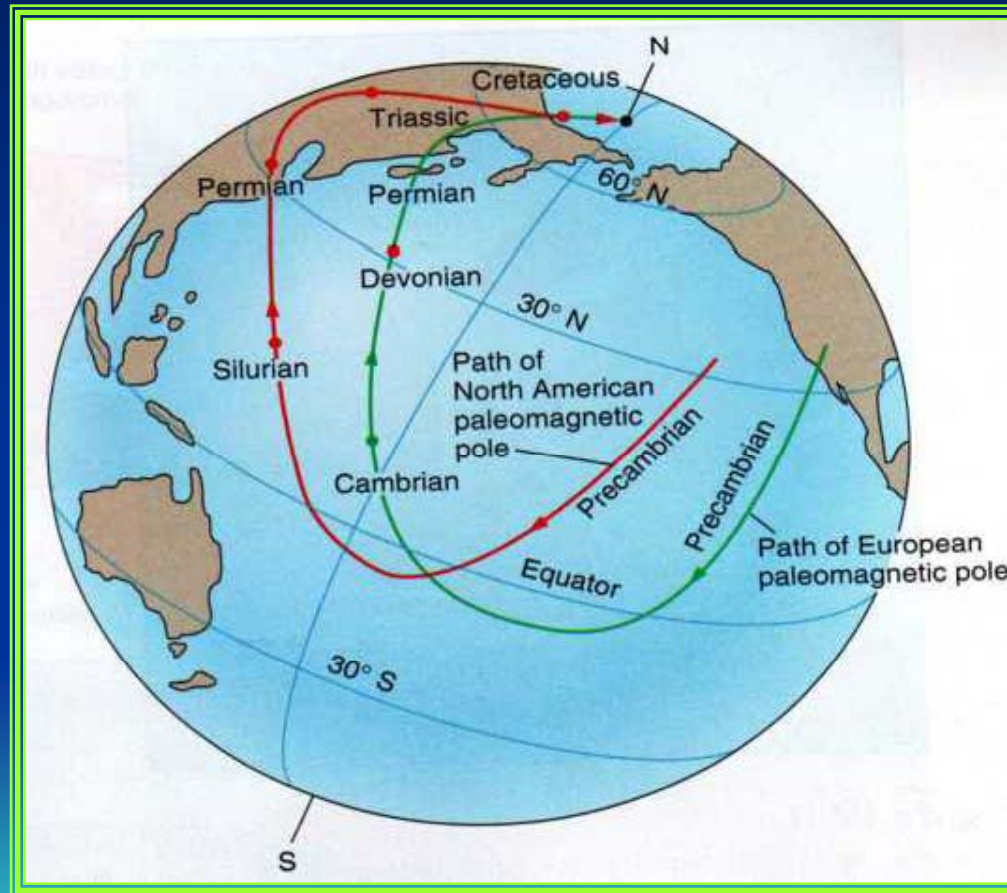 N
Cretaceous
Triassic
Permian
Permian
60° N
Devonian
30° N
Silurian
Path of
North American
paleomagnetic
pole
Precambrian
Precambrian
Cambrian
Path of European
paleomagnetic pole
Equator
30° S
S